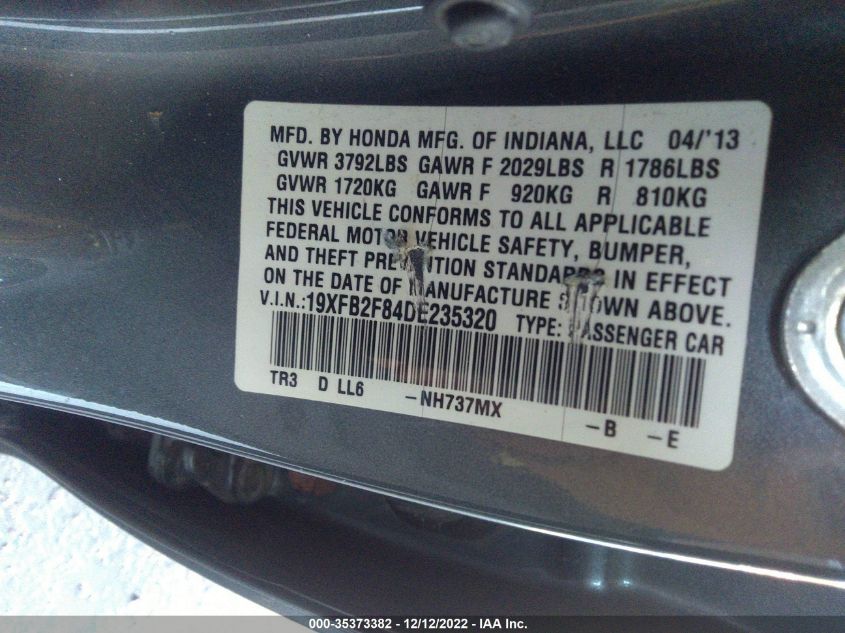 MFD. BY HONDA MFG. OF INDIANA, LLC 04/'13
GVWR 3792LBS GAWR F 2029LBS R 1786LBS
GVWR 1720KG GAWR F 920KG R 810KG
THIS VEHICLE CONFORMS TO ALL APPLICABLE
FEDERAL MOTOR VEHICLE SAFETY, BUMPER,
AND THEFT PREVENTION STANDARDS IN EFFECT
ON THE DATE OF MANUFACTURE SHOWN ABOVE.
V.I.N.:19XFB2F84DE235320 TYPE: PASSENGER CAR
TR3 D LL6 -NH737MX -B -E
000-35373382 - 12/12/2022 - IAA Inc.